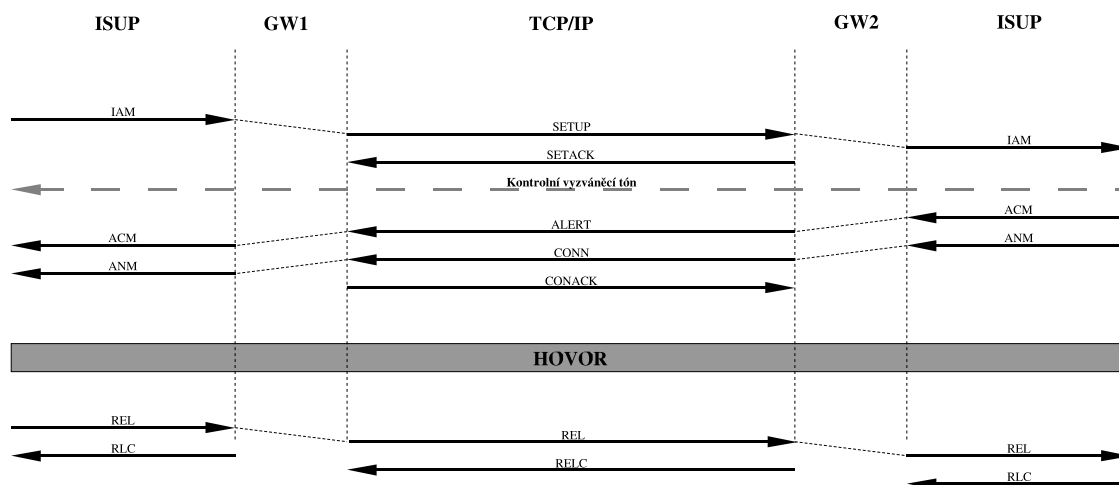 ISUP GW1 TCP/IP GW2 ISUP
IAM
SETUP
IAM
SETACK
Kontrolní vyzváněcí tón
ACM
ALERT
ACM
ANM
CONN
ANM
CONACK
HOVOR
REL
REL
RLC
REL
RELC
RLC